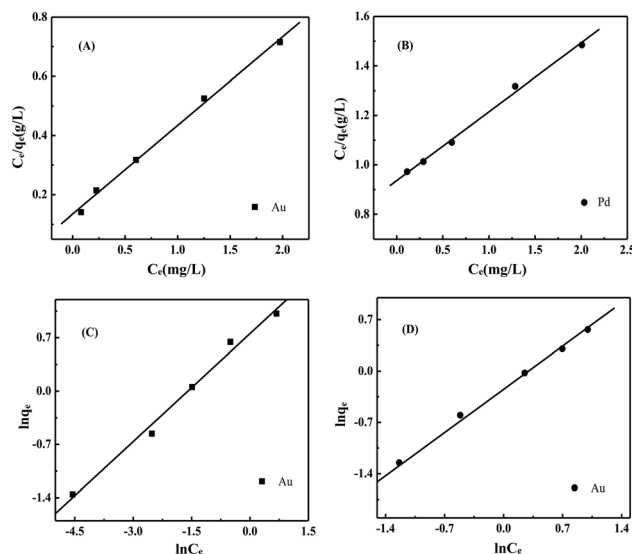 (A)
0.8
0.6
0.4
0.2
Cₑ/qₑ(g/L)
Au
0.0 0.5 1.0 1.5 2.0
Cₑ(mg/L)
(B)
1.6
1.4
1.2
1.0
0.8
Cₑ/qₑ(g/L)
Pd
0.0 0.5 1.0 1.5 2.0 2.5
Cₑ(mg/L)
(C)
0.7
0.0
-0.7
-1.4
lnqₑ
Au
-4.5 -3.0 -1.5 0.0 1.5
lnCₑ
(D)
0.7
0.0
-0.7
-1.4
lnqₑ
Au
-1.4 -0.7 0.0 0.7 1.4
lnCₑ